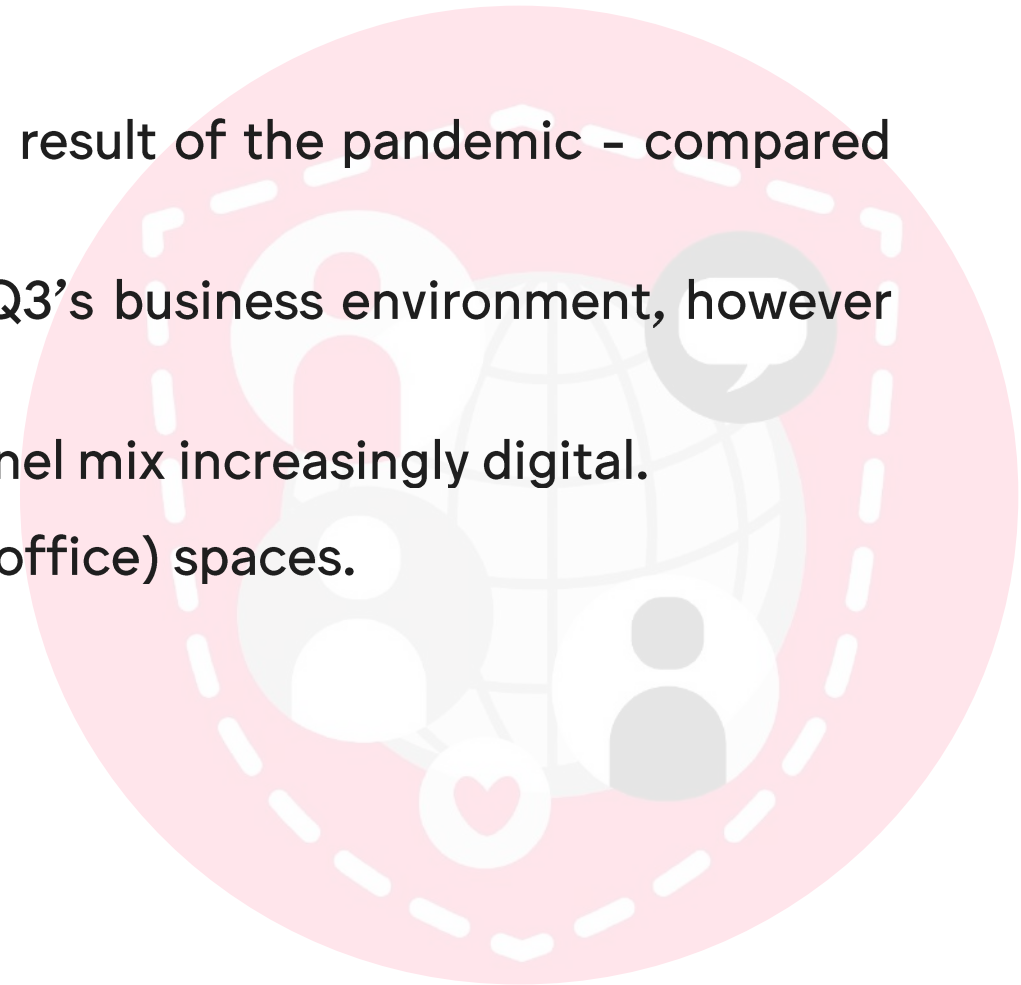 result of the pandemic - compared
Q3’s business environment, however
nel mix increasingly digital.
office) spaces.